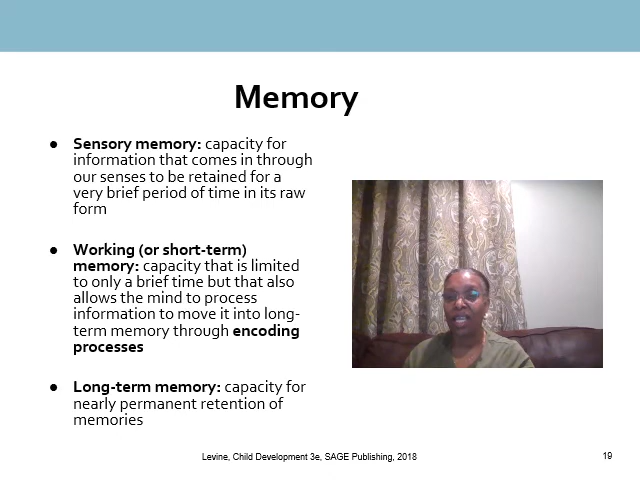 Memory
● Sensory memory: capacity for
information that comes in through
our senses to be retained for a
very brief period of time in its raw
form
● Working (or short-term)
memory: capacity that is limited
to only a brief time but that also
allows the mind to process
information to move it into long-
term memory through encoding
processes
● Long-term memory: capacity for
nearly permanent retention of
memories
Levine, Child Development 3e, SAGE Publishing, 2018
19